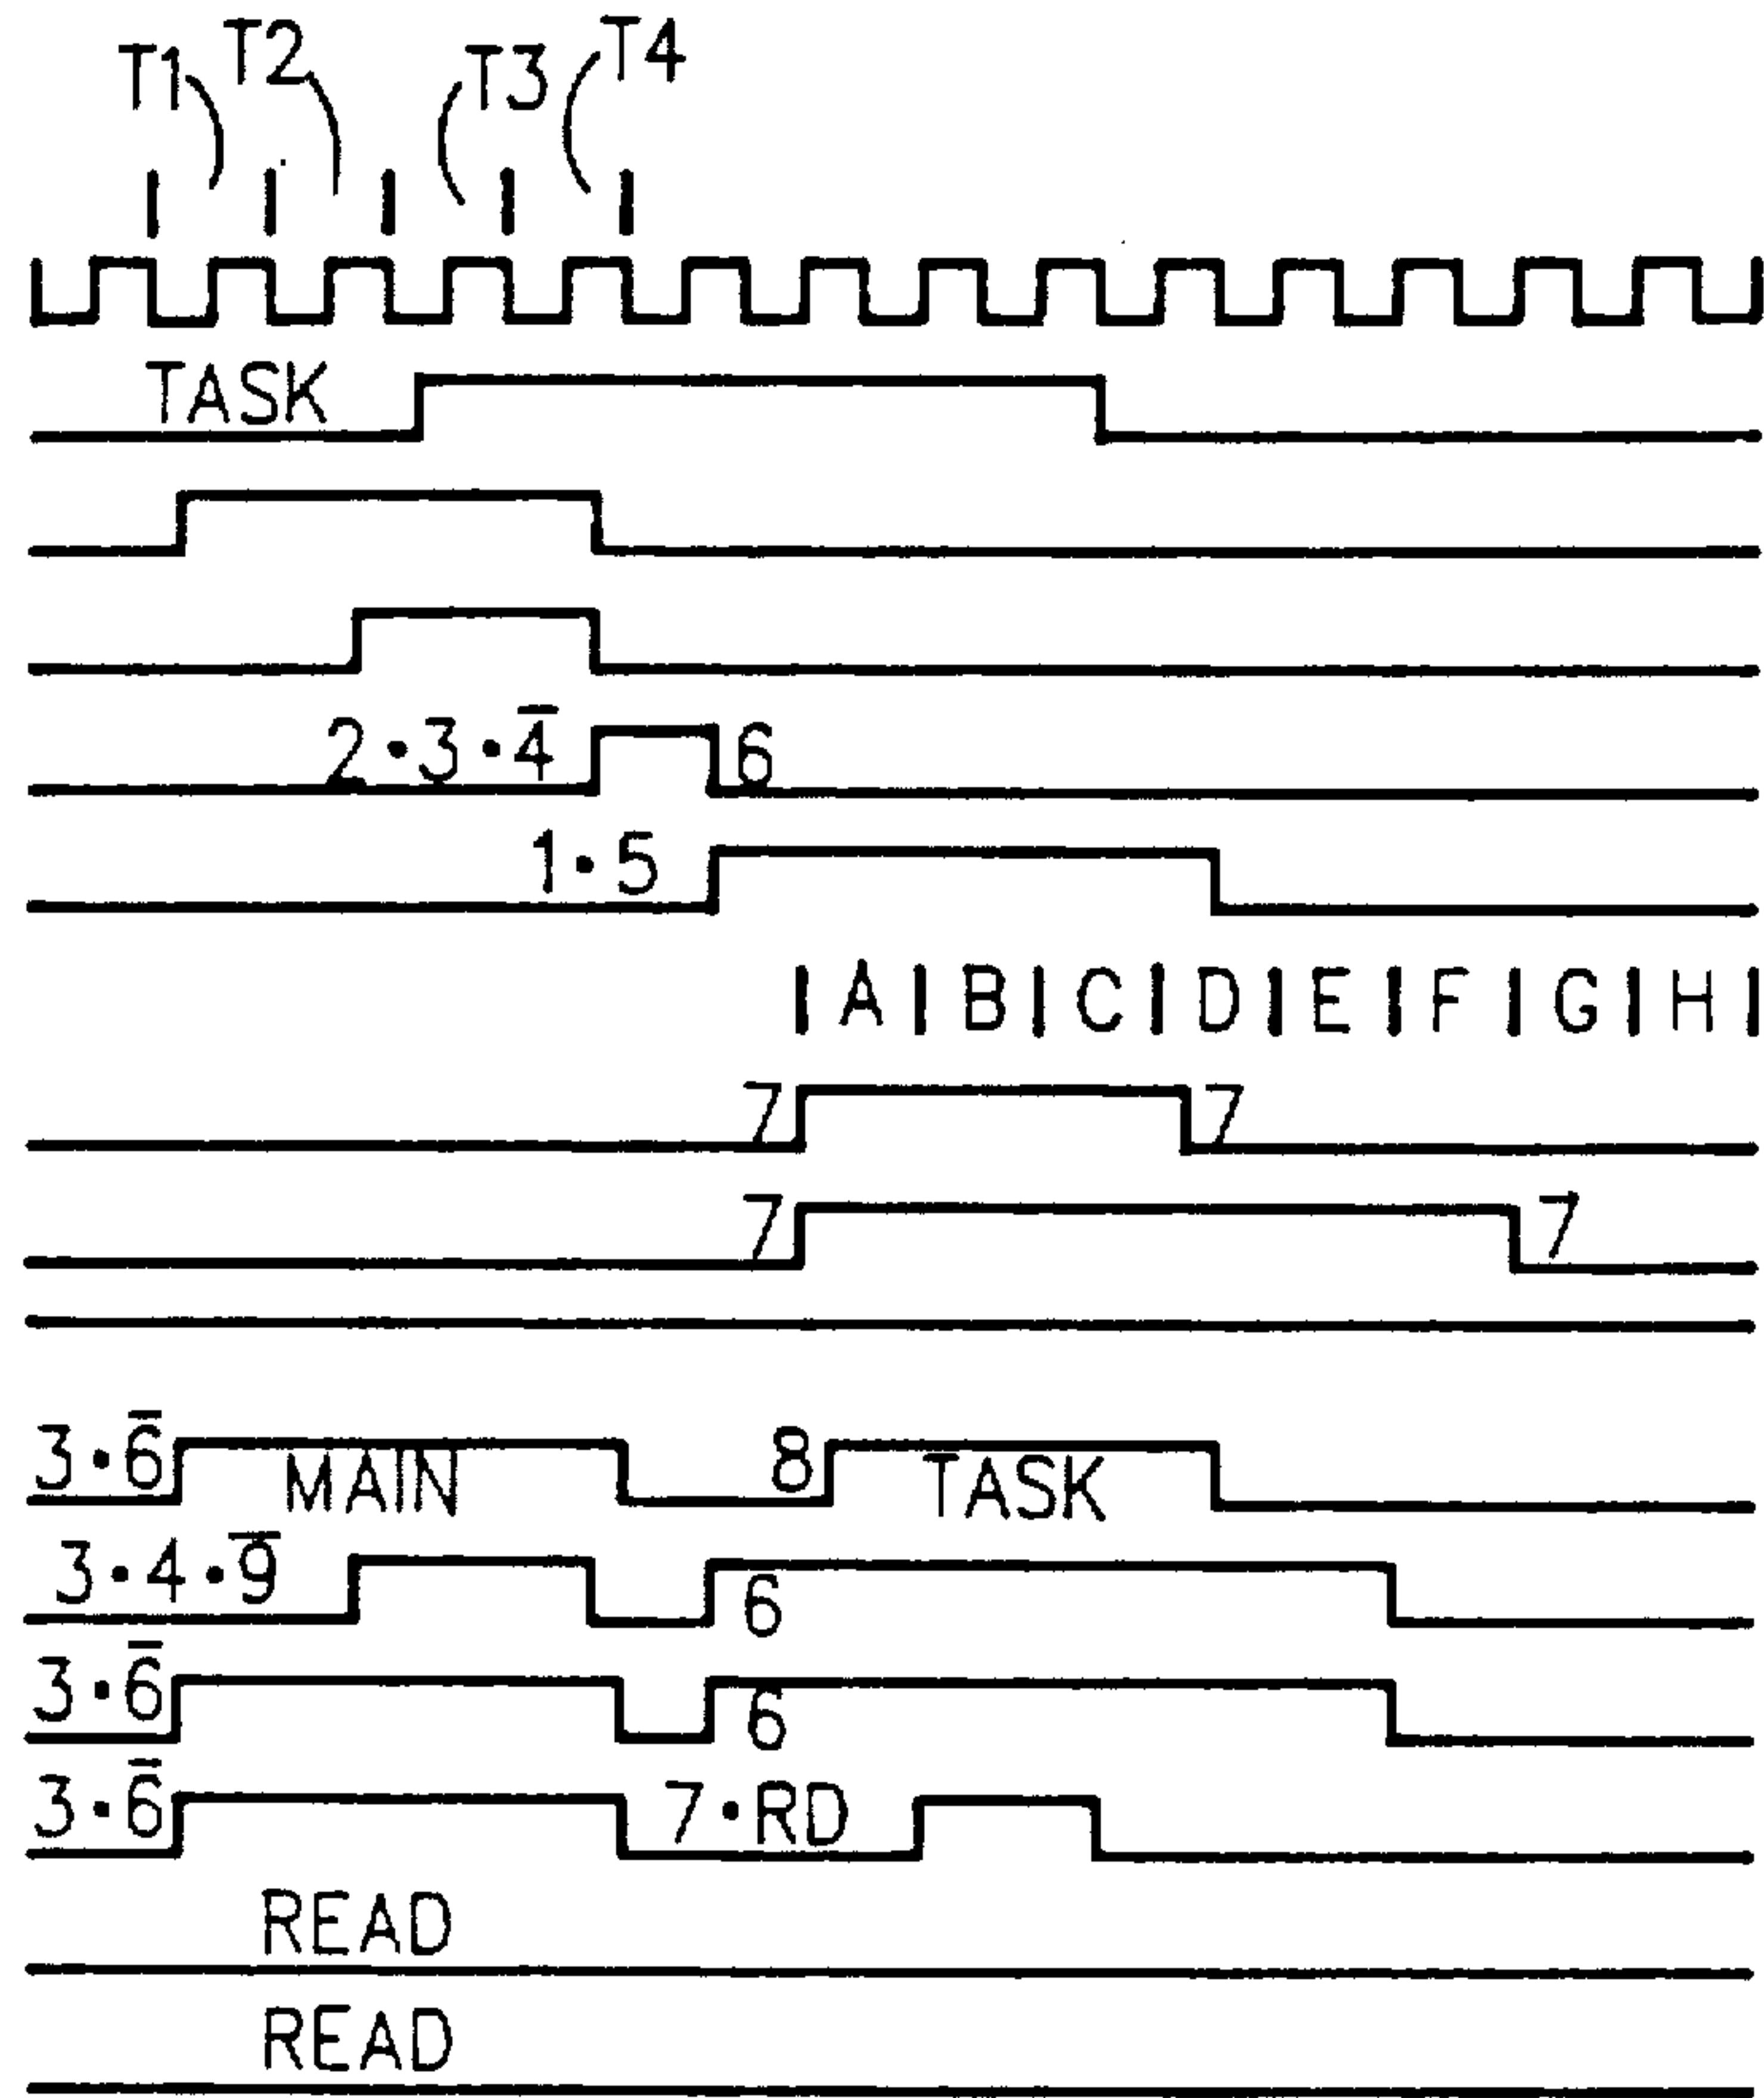 T1 T2 T3 T4
TASK
2·3·4̅ 6
1·5
A B C D E F G H
7 7
7 7
3·6̅ MAIN 8 TASK
3·4·9̅ 6
3·6̅ 6
3·6̅ 7·RD
READ
READ